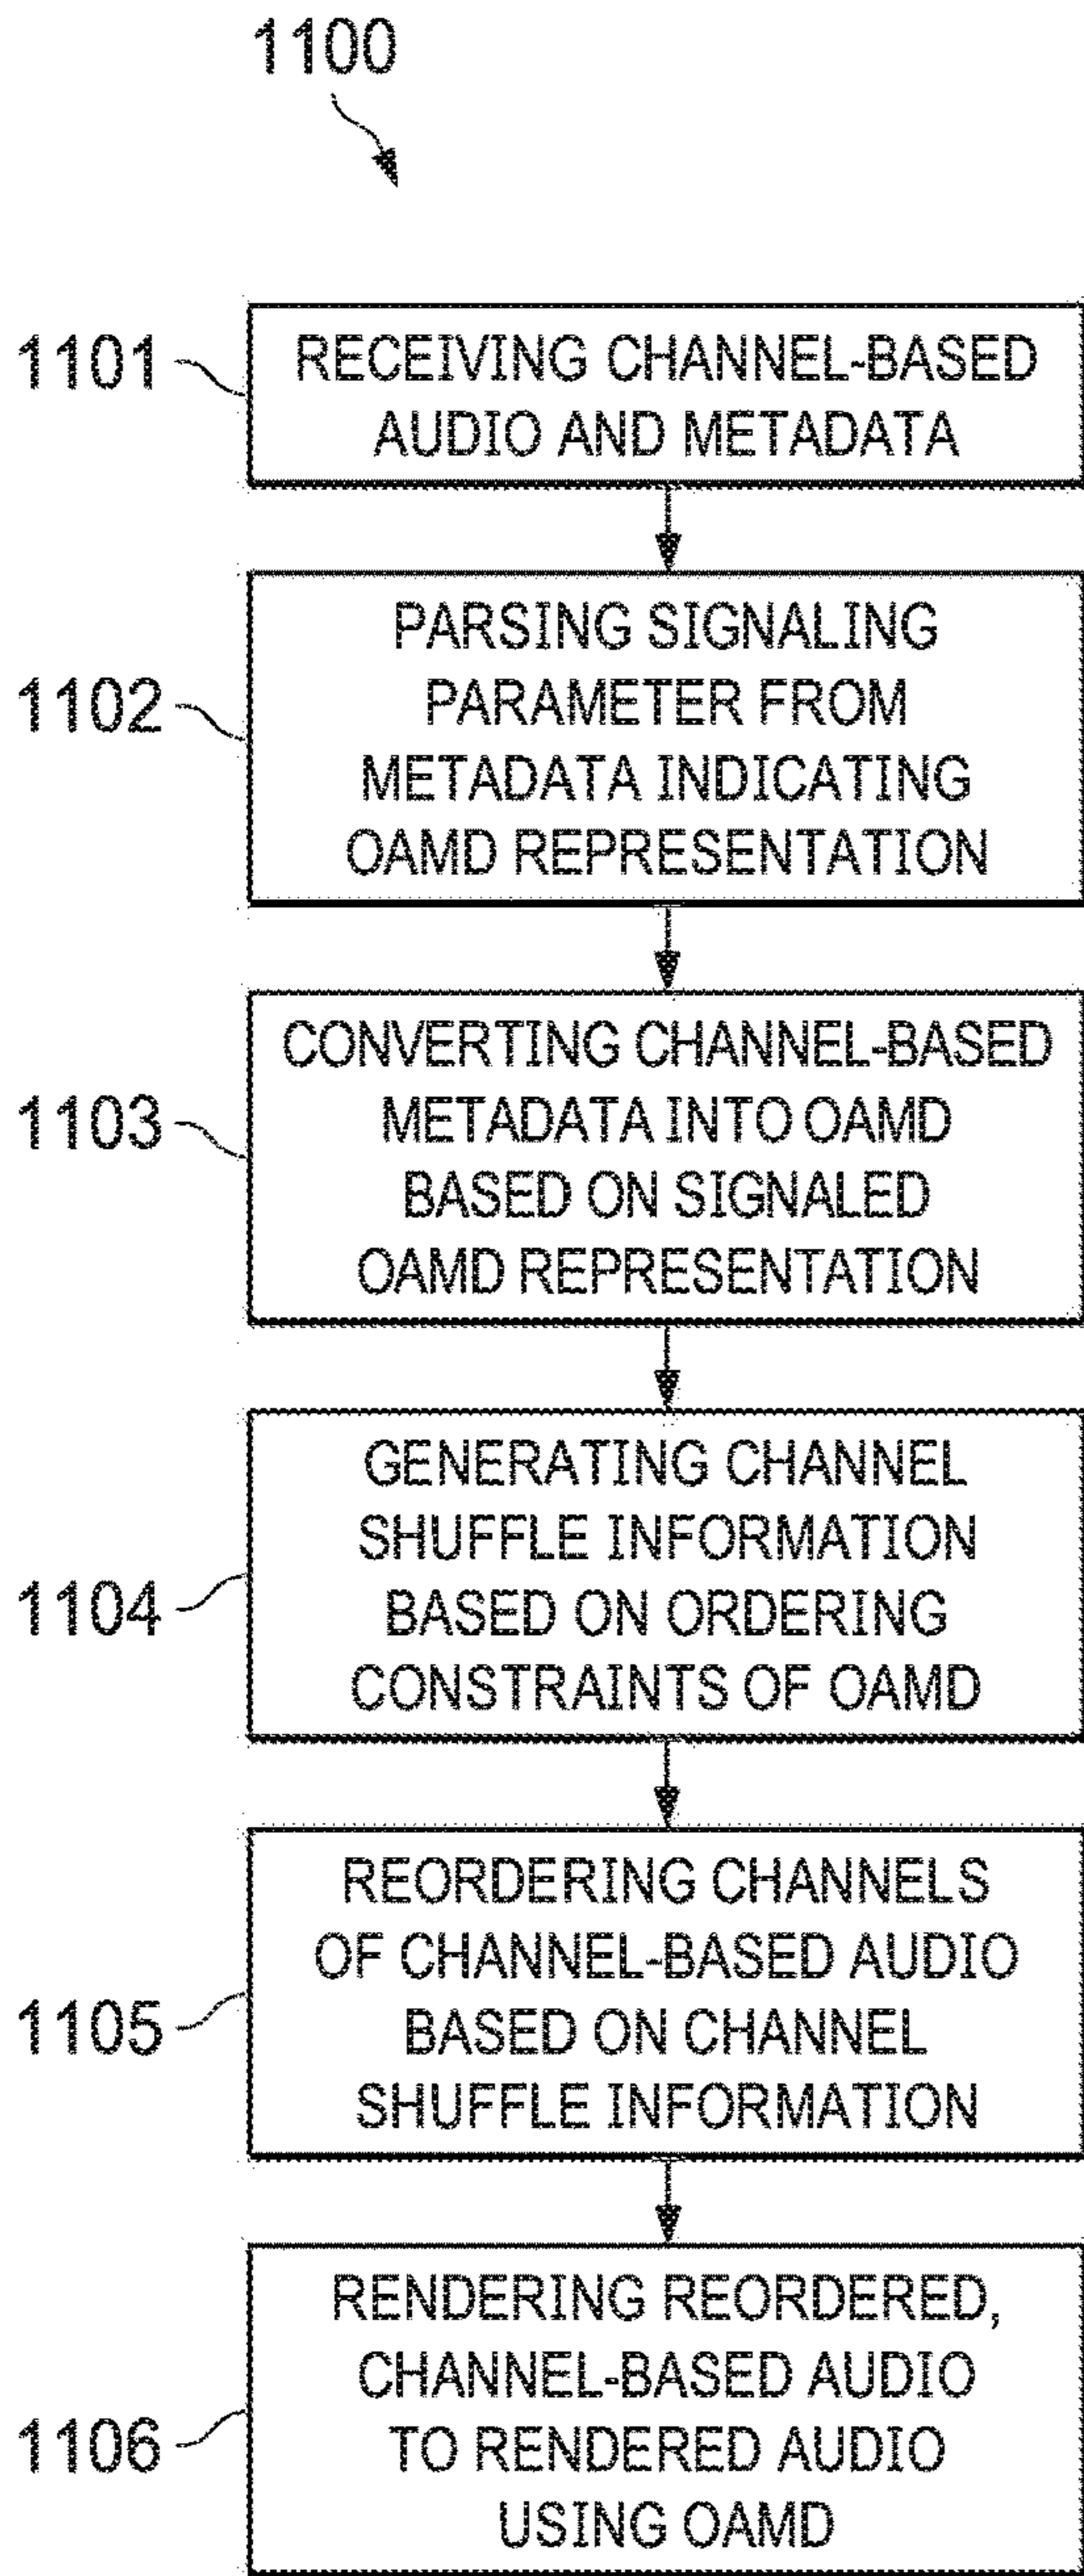 1100
1101
RECEIVING CHANNEL-BASED
AUDIO AND METADATA
1102
PARSING SIGNALING
PARAMETER FROM
METADATA INDICATING
OAMD REPRESENTATION
1103
CONVERTING CHANNEL-BASED
METADATA INTO OAMD
BASED ON SIGNALED
OAMD REPRESENTATION
1104
GENERATING CHANNEL
SHUFFLE INFORMATION
BASED ON ORDERING
CONSTRAINTS OF OAMD
1105
REORDERING CHANNELS
OF CHANNEL-BASED AUDIO
BASED ON CHANNEL
SHUFFLE INFORMATION
1106
RENDERING REORDERED,
CHANNEL-BASED AUDIO
TO RENDERED AUDIO
USING OAMD